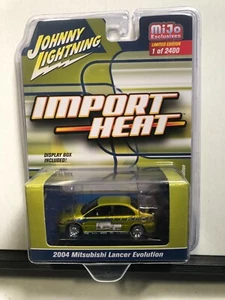 JOHNNY LIGHTNING
MiJo
Exclusives
LIMITED EDITION
1 of 2400
IMPORT HEAT
DISPLAY BOX
INCLUDED!
2004 Mitsubishi Lancer Evolution